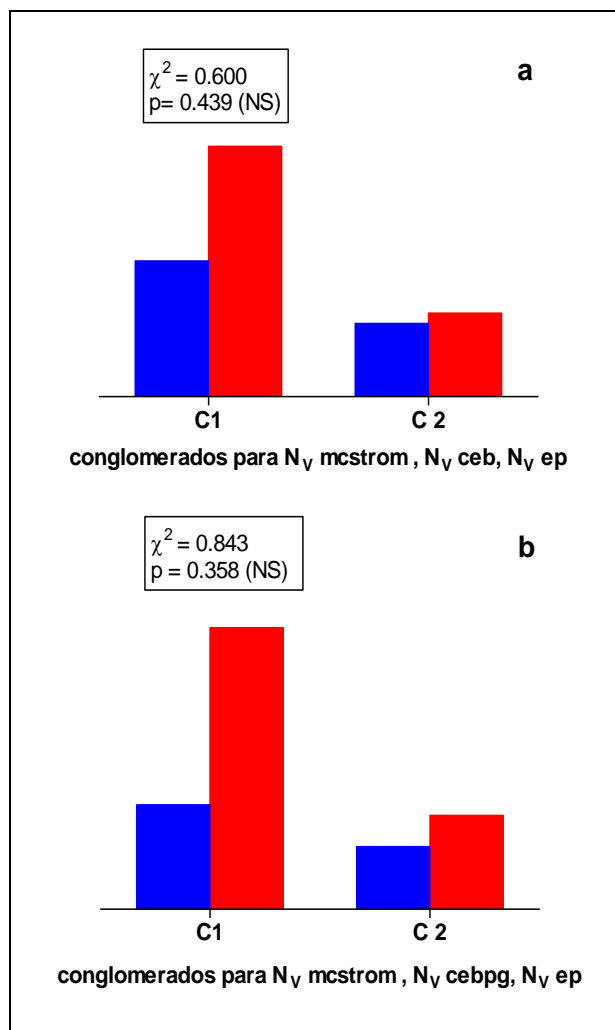 χ² = 0.600
p= 0.439 (NS)
a
C1 C 2
conglomerados para N_V mcstrom , N_V ceb, N_V ep
χ² = 0.843
p = 0.358 (NS)
b
C1 C 2
conglomerados para N_V mcstrom , N_V cebpg, N_V ep